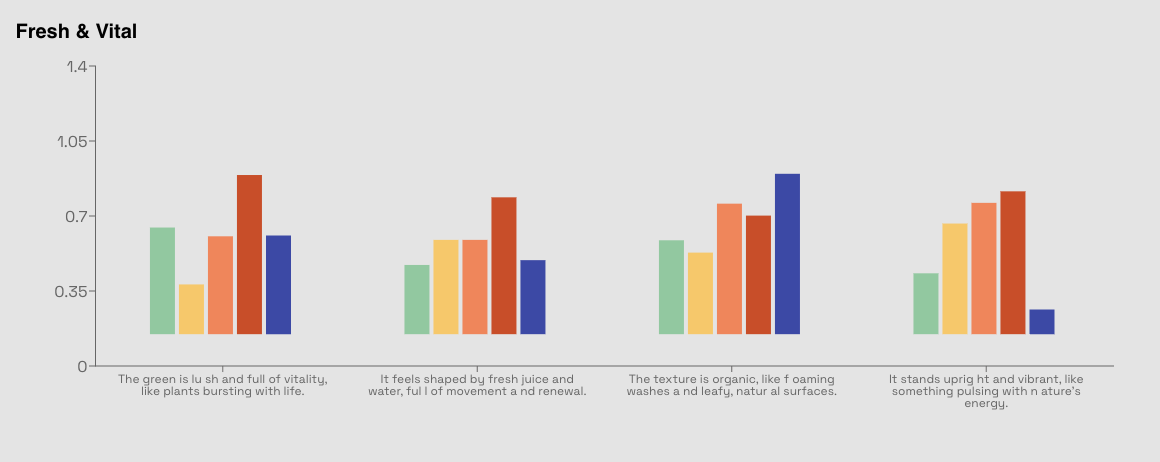 Fresh & Vital
1.4
1.05
0.7
0.35
0
The green is lu sh and full of vitality,
like plants bursting with life.
It feels shaped by fresh juice and
water, ful l of movement a nd renewal.
The texture is organic, like f oaming
washes a nd leafy, natur al surfaces.
It stands uprig ht and vibrant, like
something pulsing with n ature's
energy.